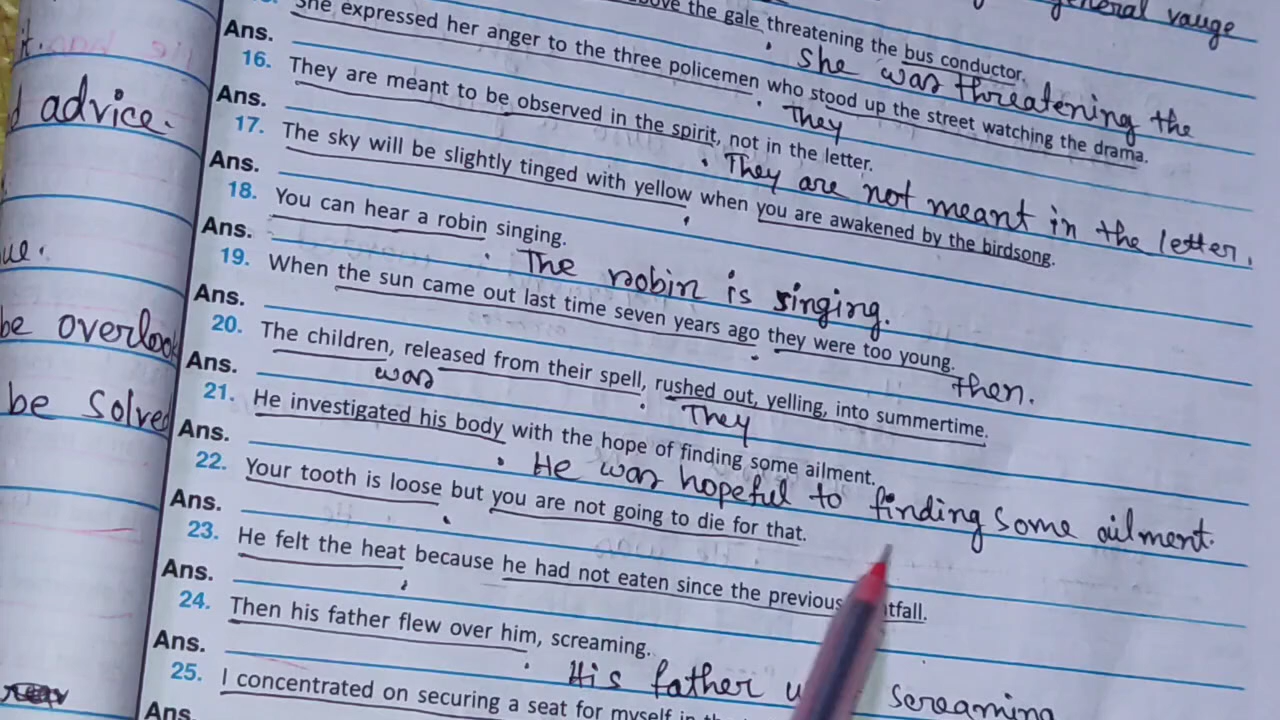 general vauge
above the gale threatening the bus conductor.
it.
Ans. . She was threatening the
She expressed her anger to the three policemen who stood up the street watching the drama.
d advice.
Ans. . They
16. They are meant to be observed in the spirit, not in the letter.
Ans. . They are not meant in the letter.
17. The sky will be slightly tinged with yellow when you are awakened by the birdsong.
Ans. .
18. You can hear a robin singing.
ue.
Ans. . The robin is singing.
19. When the sun came out last time seven years ago they were too young.
Ans. . then.
be overlook
20. The children, released from their spell, rushed out, yelling, into summertime.
Ans. was . They
be solved
21. He investigated his body with the hope of finding some ailment.
Ans. . He was hopeful to finding some ailment.
22. Your tooth is loose but you are not going to die for that.
Ans. .
23. He felt the heat because he had not eaten since the previous tfall.
Ans. .
24. Then his father flew over him, screaming.
Ans. . His father screaming
25. I concentrated on securing a seat for myself in
Ans.